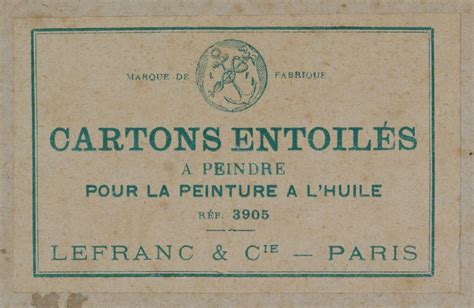 MARQUE DE FABRIQUE
CARTONS ENTOILÉS
A PEINDRE
POUR LA PEINTURE A L'HUILE
RÉF. 3905
LEFRANC & CIE — PARIS